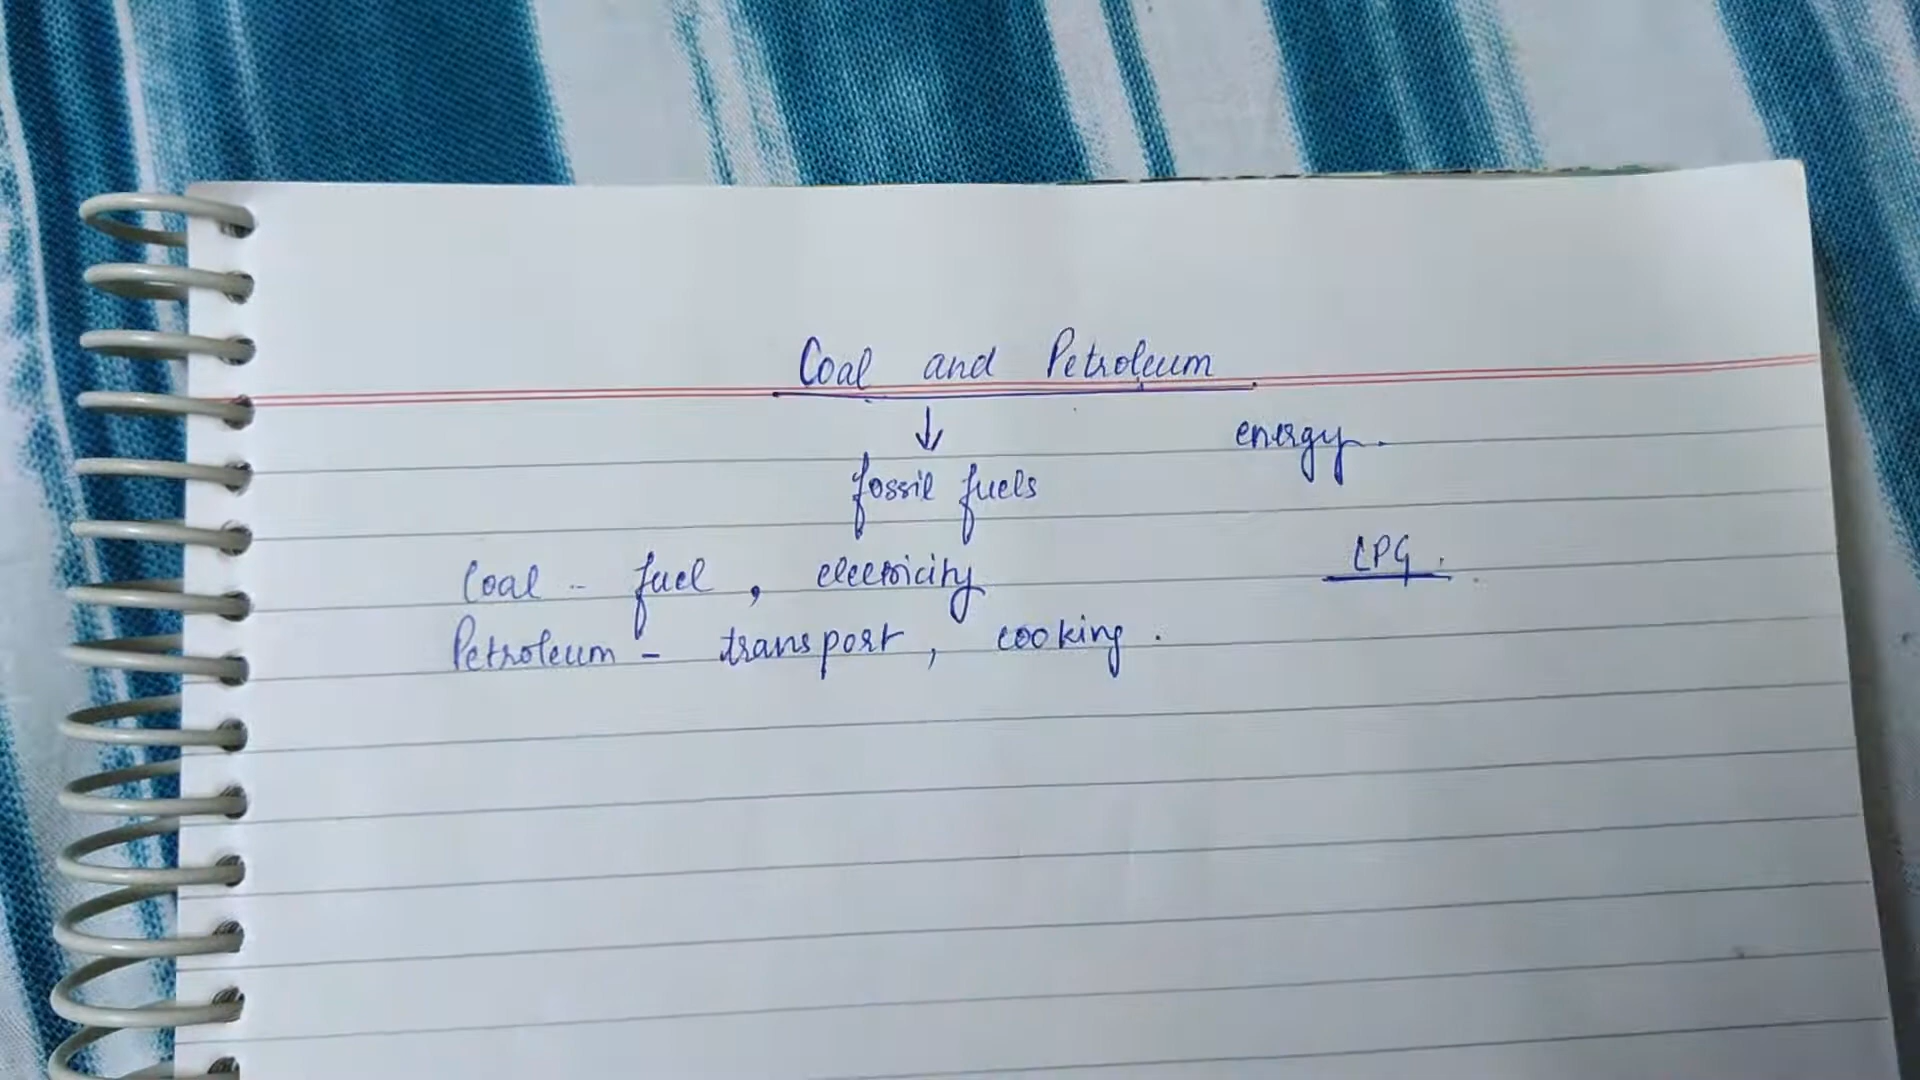 Coal and Petroleum
↓
energy.
fossil fuels
LPG.
Coal - fuel, electricity
Petroleum - transport, cooking.